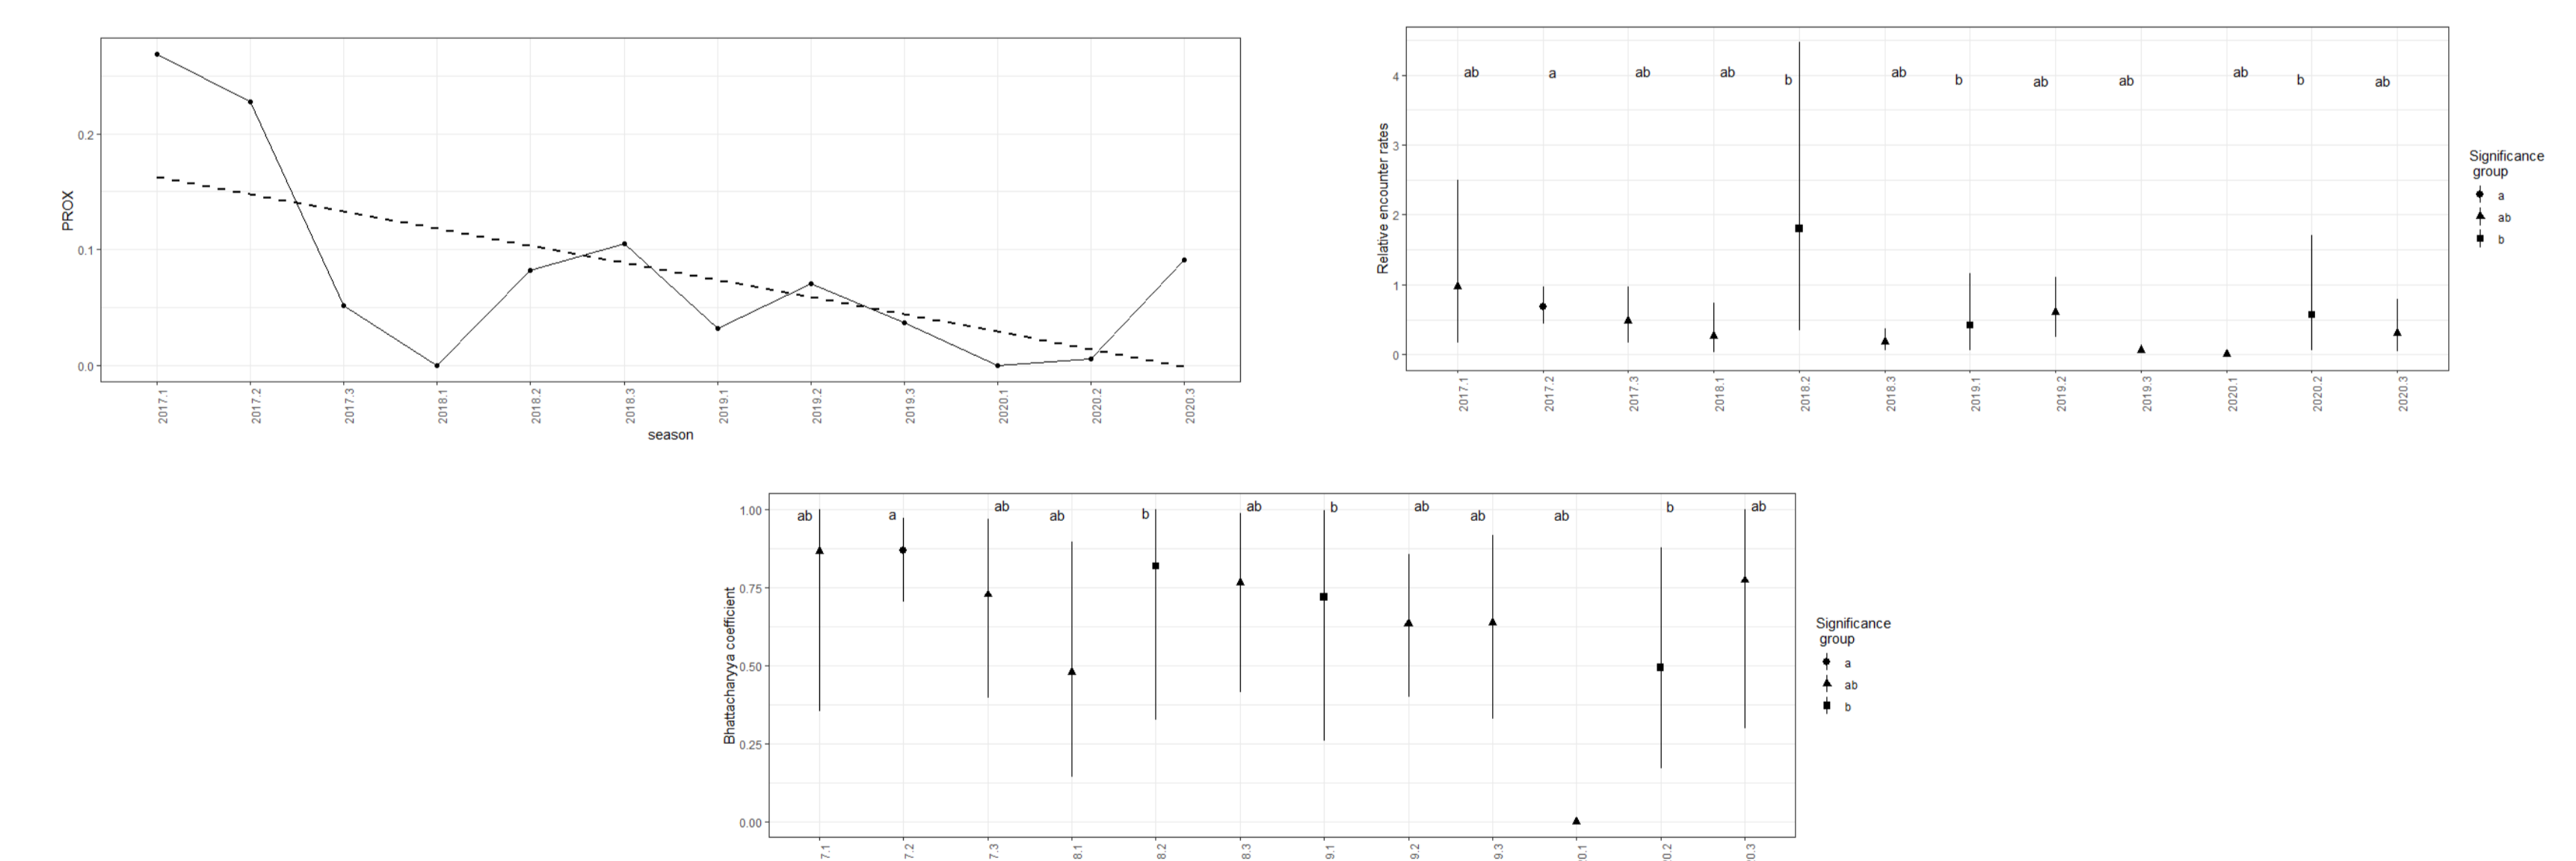 PROX
0.2
0.1
0.0
2017.1 2017.2 2017.3 2018.1 2018.2 2018.3 2019.1 2019.2 2019.3 2020.1 2020.2 2020.3
season
Relative encounter rates
4
3
2
1
0
ab a ab ab b ab b ab ab ab b ab
2017.1 2017.2 2017.3 2018.1 2018.2 2018.3 2019.1 2019.2 2019.3 2020.1 2020.2 2020.3
Significance
group
a
ab
b
Bhattacharyya coefficient
1.00
0.75
0.50
0.25
0.00
ab a ab ab b ab b ab ab ab b ab
7.1 7.2 7.3 8.1 8.2 8.3 9.1 9.2 9.3 20.1 20.2 20.3
Significance
group
a
ab
b